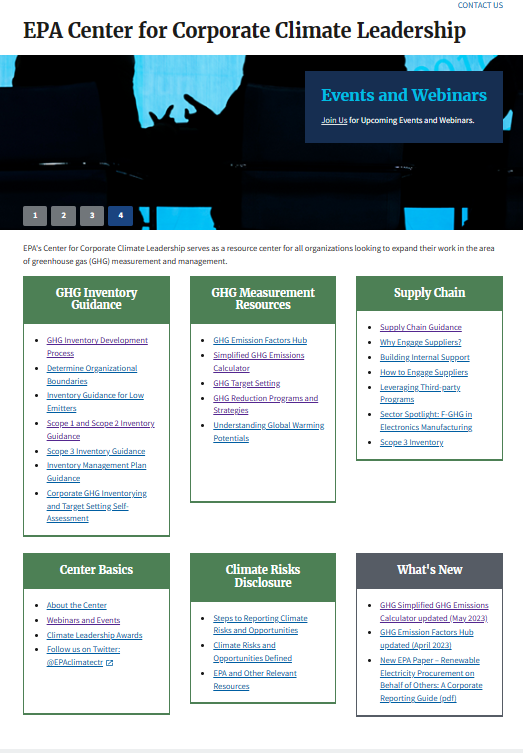 CONTACT US
EPA Center for Corporate Climate Leadership
Events and Webinars
Join Us for Upcoming Events and Webinars.
1
2
3
4
EPA's Center for Corporate Climate Leadership serves as a resource center for all organizations looking to expand their work in the area
of greenhouse gas (GHG) measurement and management.
GHG Inventory
Guidance
GHG Inventory Development
Process
Determine Organizational
Boundaries
Inventory Guidance for Low
Emitters
Scope 1 and Scope 2 Inventory
Guidance
Scope 3 Inventory Guidance
Inventory Management Plan
Guidance
Corporate GHG Inventorying
and Target Setting Self-
Assessment
GHG Measurement
Resources
GHG Emission Factors Hub
Simplified GHG Emissions
Calculator
GHG Target Setting
GHG Reduction Programs and
Strategies
Understanding Global Warming
Potentials
Supply Chain
Supply Chain Guidance
Why Engage Suppliers?
Building Internal Support
How to Engage Suppliers
Leveraging Third-party
Programs
Sector Spotlight: F-GHG in
Electronics Manufacturing
Scope 3 Inventory
Center Basics
About the Center
Webinars and Events
Climate Leadership Awards
Follow us on Twitter:
@EPAclimatectr
Climate Risks
Disclosure
Steps to Reporting Climate
Risks and Opportunities
Climate Risks and
Opportunities Defined
EPA and Other Relevant
Resources
What's New
GHG Simplified GHG Emissions
Calculator updated (May 2023)
GHG Emission Factors Hub
updated (April 2023)
New EPA Paper – Renewable
Electricity Procurement on
Behalf of Others: A Corporate
Reporting Guide (pdf)